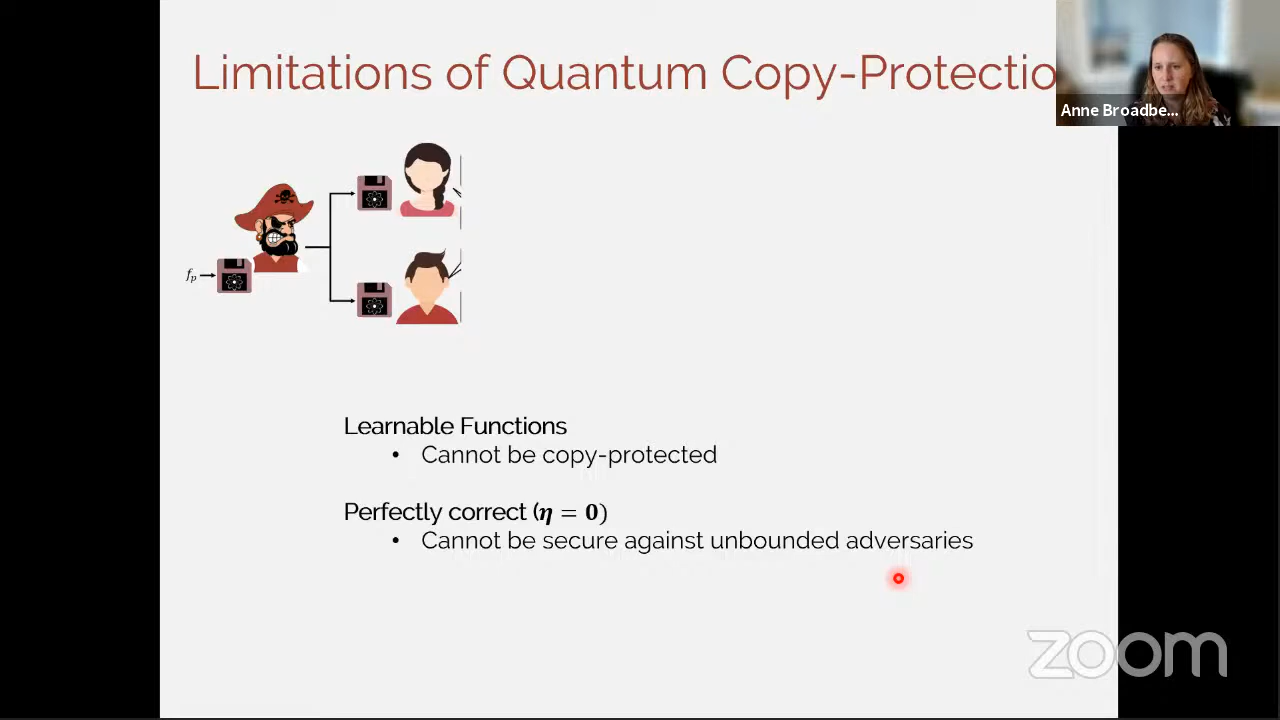 Limitations of Quantum Copy-Protectio
Anne Broadbe...
fₚ
Learnable Functions
• Cannot be copy-protected
Perfectly correct (η = 0)
• Cannot be secure against unbounded adversaries
zoom